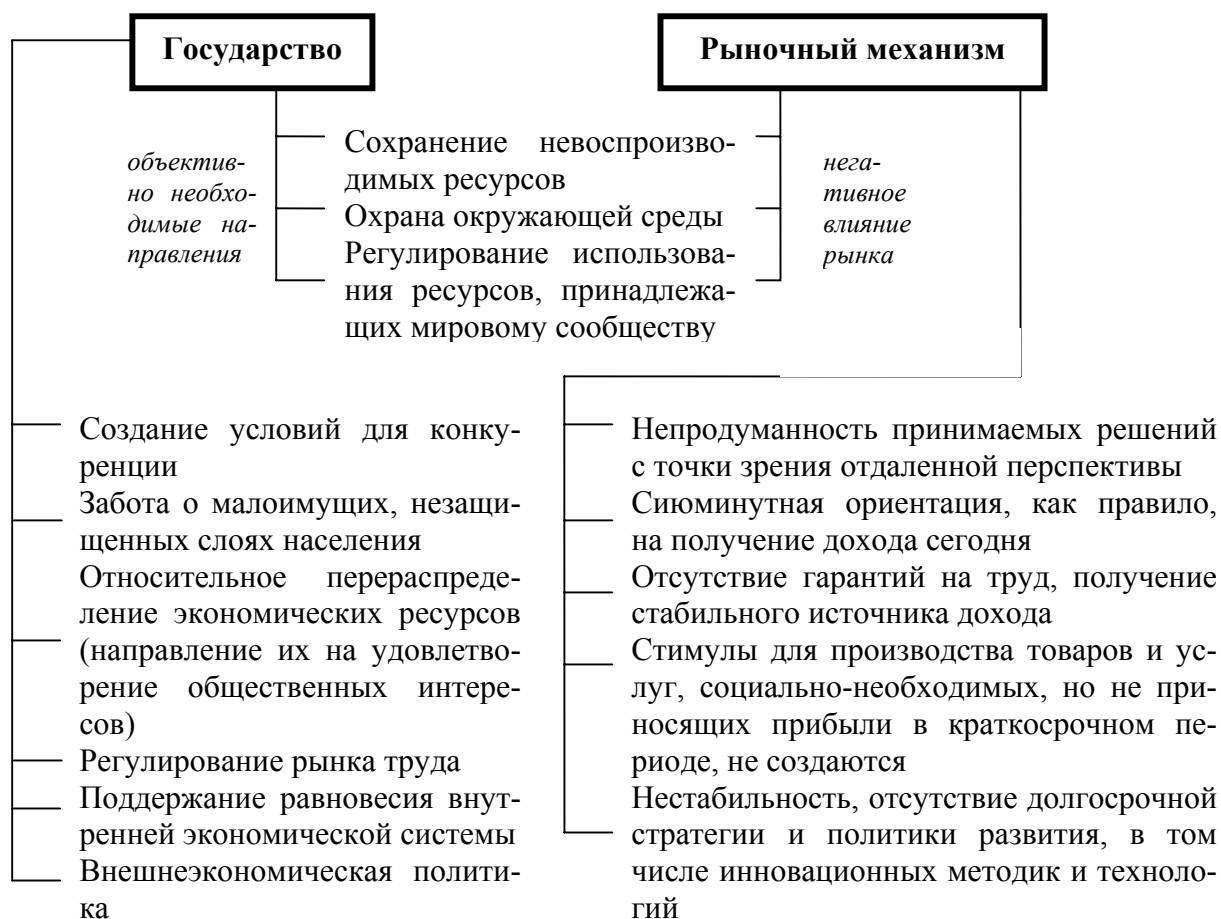 Государство
Рыночный механизм
объектив-
но необхо-
димые на-
правления
Сохранение невоспроизво-
димых ресурсов
Охрана окружающей среды
Регулирование использова-
ния ресурсов, принадлежа-
щих мировому сообществу
нега-
тивное
влияние
рынка
Создание условий для конку-
ренции
Забота о малоимущих, незащи-
щенных слоях населения
Относительное перераспреде-
ление экономических ресурсов
(направление их на удовлетво-
рение общественных интере-
сов)
Регулирование рынка труда
Поддержание равновесия внут-
ренней экономической системы
Внешнеэкономическая полити-
ка
Непродуманность принимаемых решений
с точки зрения отдаленной перспективы
Сиюминутная ориентация, как правило,
на получение дохода сегодня
Отсутствие гарантий на труд, получение
стабильного источника дохода
Стимулы для производства товаров и ус-
луг, социально-необходимых, но не при-
носящих прибыли в краткосрочном пе-
риоде, не создаются
Нестабильность, отсутствие долгосрочной
стратегии и политики развития, в том
числе инновационных методик и техноло-
гий